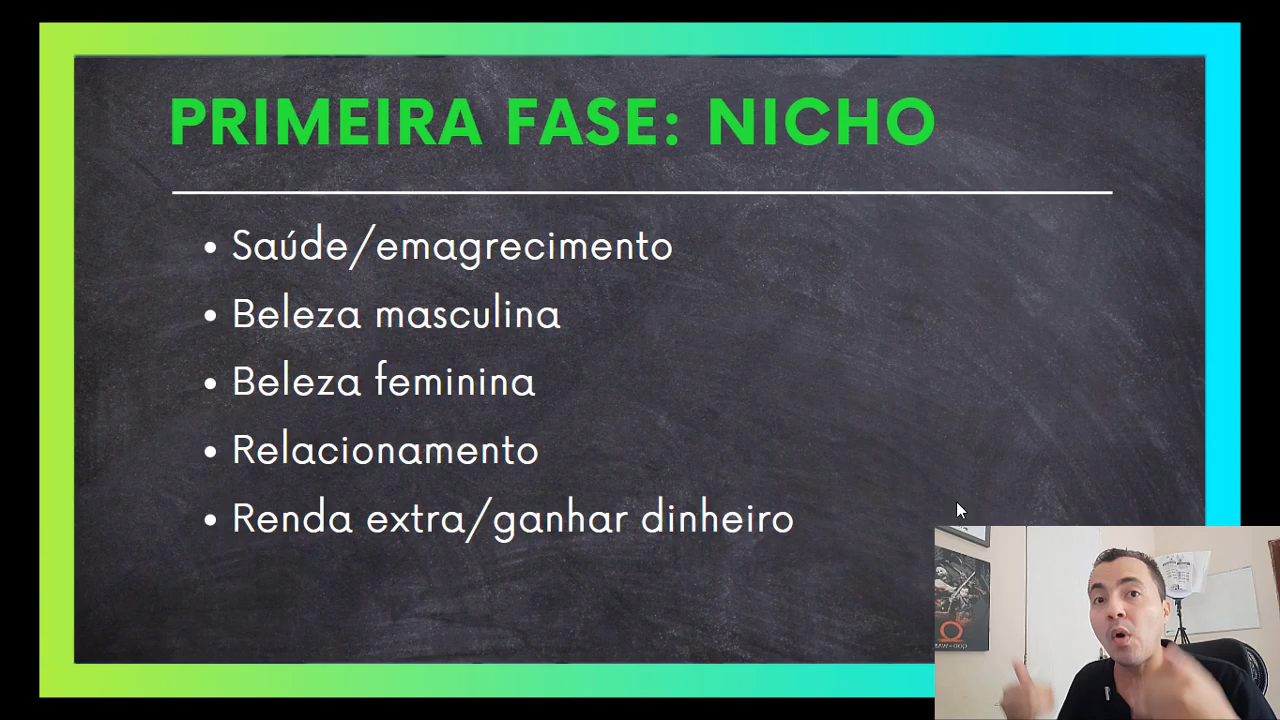 PRIMEIRA FASE: NICHO
Saúde/emagrecimento
Beleza masculina
Beleza feminina
Relacionamento
Renda extra/ganhar dinheiro